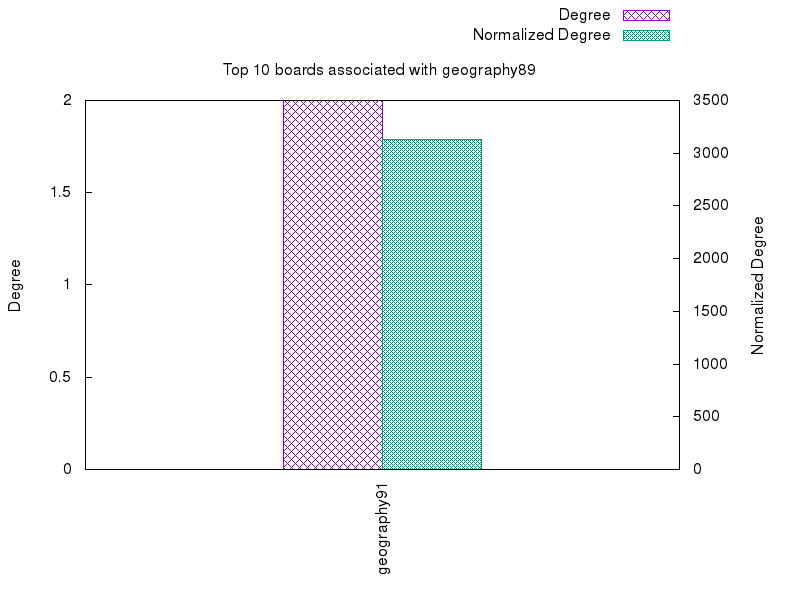 Degree
Normalized Degree
Top 10 boards associated with geography89
2
1.5
1
0.5
0
3500
3000
2500
2000
1500
1000
500
0
Degree
Normalized Degree
geography91